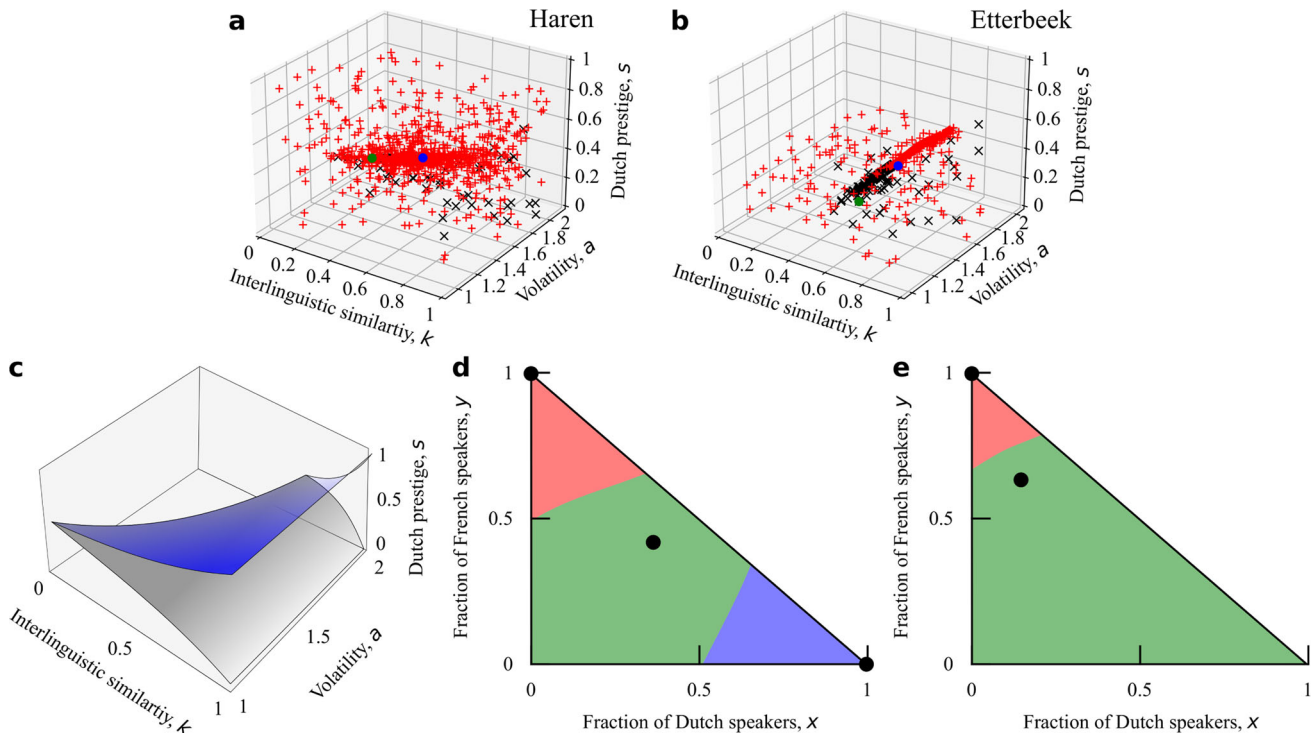 a
Haren
1
0.8
0.6
0.4
0.2
0
Dutch prestige, s
0
0.2
0.4
0.6
0.8
1
Interlinguistic similartiy, k
1
1.2
1.4
1.6
1.8
2
Volatility, a
b
Etterbeek
1
0.8
0.6
0.4
0.2
0
Dutch prestige, s
0
0.2
0.4
0.6
0.8
1
Interlinguistic similartiy, k
1
1.2
1.4
1.6
1.8
2
Volatility, a
c
1
0.5
0
Dutch prestige, s
0
0.5
1
Interlinguistic similartiy, k
1
1.5
2
Volatility, a
d
1
0.5
0
Fraction of French speakers, y
0
0.5
1
Fraction of Dutch speakers, x
e
1
0.5
0
Fraction of French speakers, y
0
0.5
1
Fraction of Dutch speakers, x